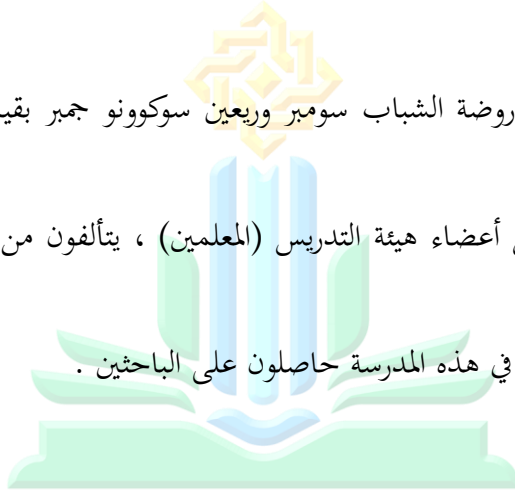 روضة الشباب سومبر وريعين سوكوونو جمبر بقي
أعضاء هيئة التدريس (المعلمين) ، يتألفون من
في هذه المدرسة حاصلون على الباحثين .